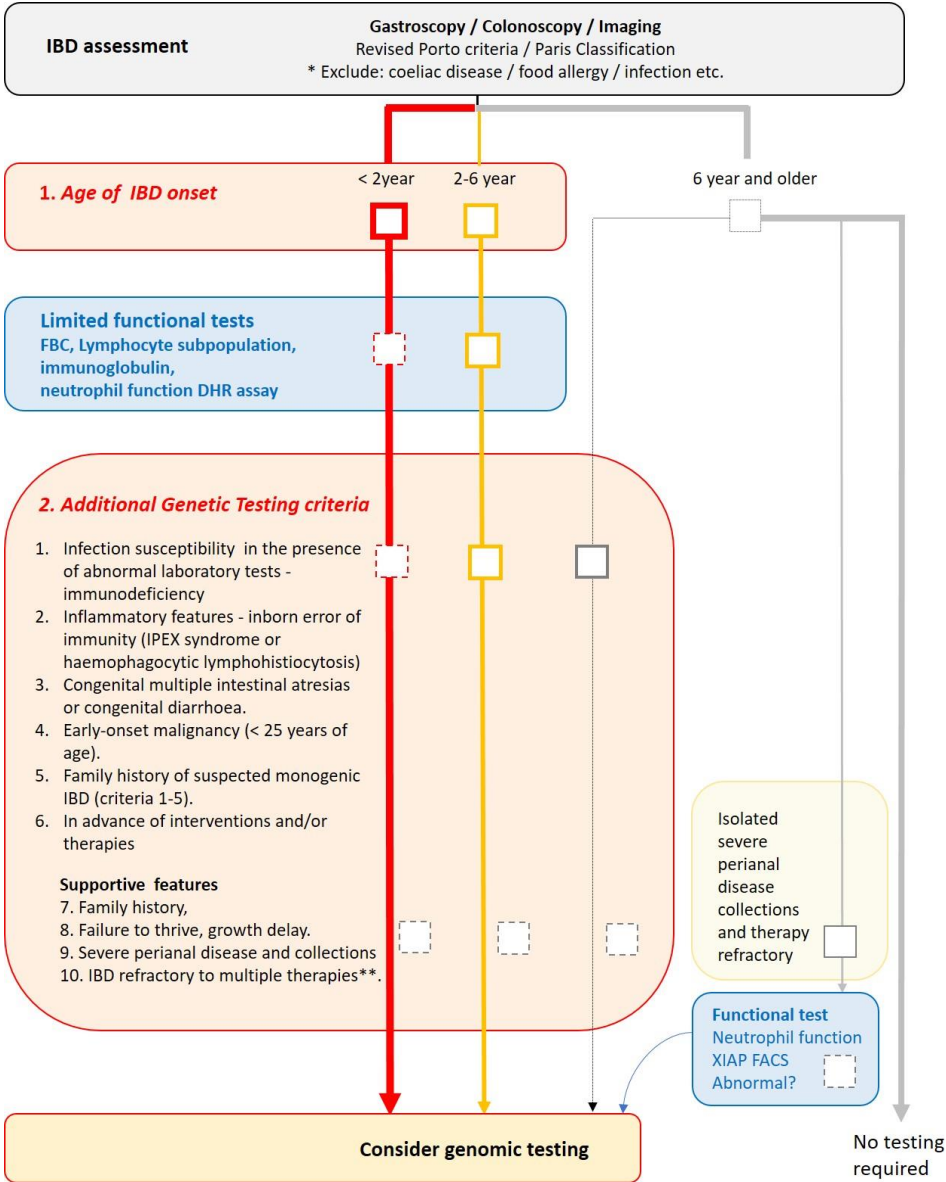 IBD assessment
Gastroscopy / Colonoscopy / Imaging
Revised Porto criteria / Paris Classification
* Exclude: coeliac disease / food allergy / infection etc.
1. Age of IBD onset
< 2year
2-6 year
6 year and older
Limited functional tests
FBC, Lymphocyte subpopulation,
immunoglobulin,
neutrophil function DHR assay
2. Additional Genetic Testing criteria
1. Infection susceptibility in the presence
of abnormal laboratory tests -
immunodeficiency
2. Inflammatory features - inborn error of
immunity (IPEX syndrome or
haemophagocytic lymphohistiocytosis)
3. Congenital multiple intestinal atresias
or congenital diarrhoea.
4. Early-onset malignancy (< 25 years of
age).
5. Family history of suspected monogenic
IBD (criteria 1-5).
6. In advance of interventions and/or
therapies
Supportive features
7. Family history,
8. Failure to thrive, growth delay.
9. Severe perianal disease and collections
10. IBD refractory to multiple therapies**.
Isolated
severe
perianal
disease
collections
and therapy
refractory
Functional test
Neutrophil function
XIAP FACS
Abnormal?
Consider genomic testing
No testing
required